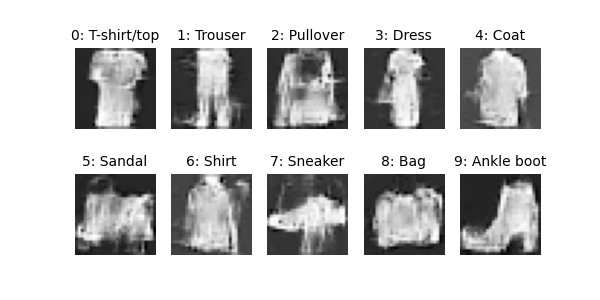 0: T-shirt/top
1: Trouser
2: Pullover
3: Dress
4: Coat
5: Sandal
6: Shirt
7: Sneaker
8: Bag
9: Ankle boot